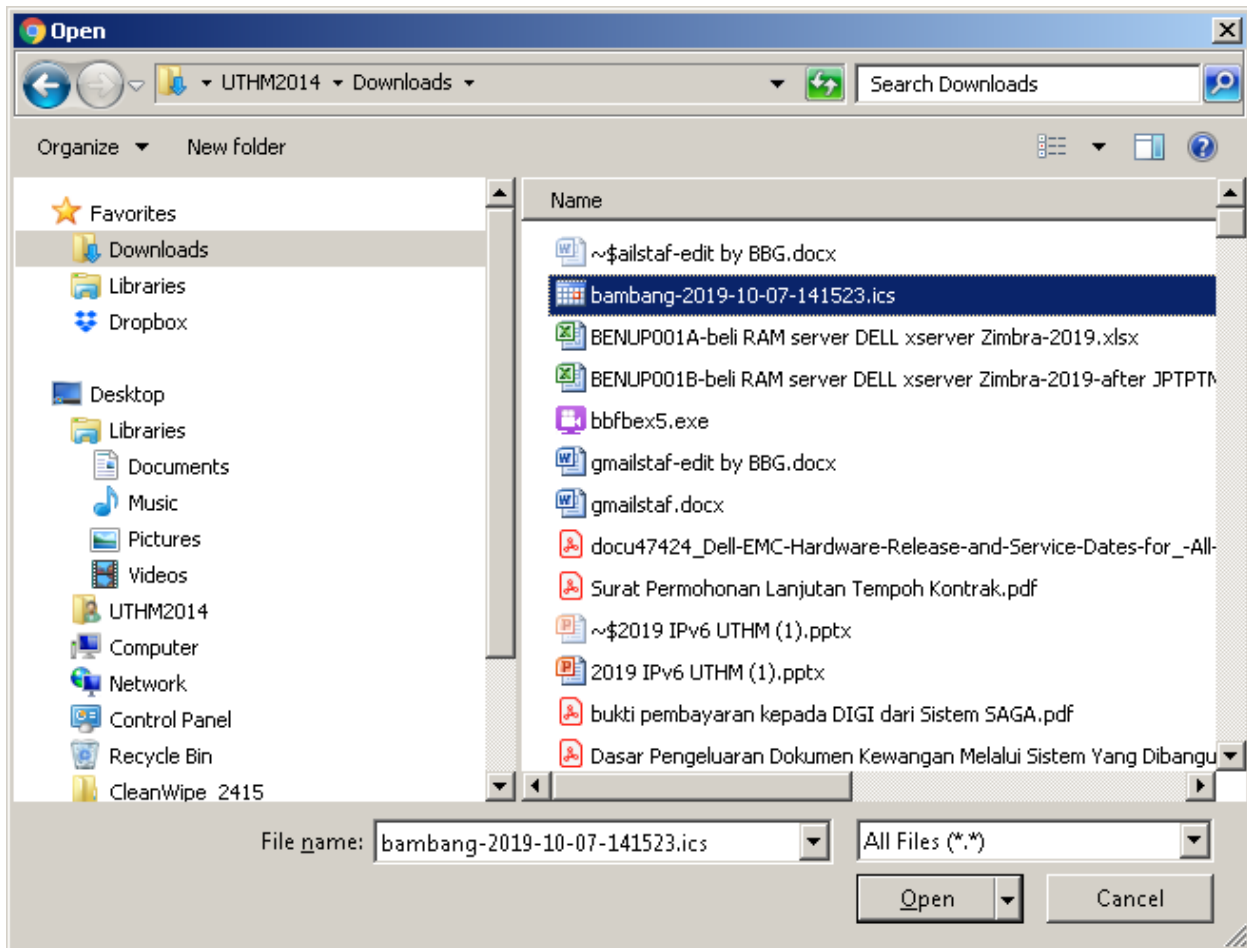 Open
UTHM2014 Downloads Search Downloads
Organize New folder
Favorites
Downloads
Libraries
Dropbox
Desktop
Libraries
Documents
Music
Pictures
Videos
UTHM2014
Computer
Network
Control Panel
Recycle Bin
CleanWipe_2415
Name
~$ailstaf-edit by BBG.docx
bambang-2019-10-07-141523.ics
BENUP001A-beli RAM server DELL xserver Zimbra-2019.xlsx
BENUP001B-beli RAM server DELL xserver Zimbra-2019-after JPTPTN
bbfbex5.exe
gmailstaf-edit by BBG.docx
gmailstaf.docx
docu47424_Dell-EMC-Hardware-Release-and-Service-Dates-for_-All-
Surat Permohonan Lanjutan Tempoh Kontrak.pdf
~$2019 IPv6 UTHM (1).pptx
2019 IPv6 UTHM (1).pptx
bukti pembayaran kepada DIGI dari Sistem SAGA.pdf
Dasar Pengeluaran Dokumen Kewangan Melalui Sistem Yang Dibangu
File name: bambang-2019-10-07-141523.ics All Files (*.*)
Open Cancel